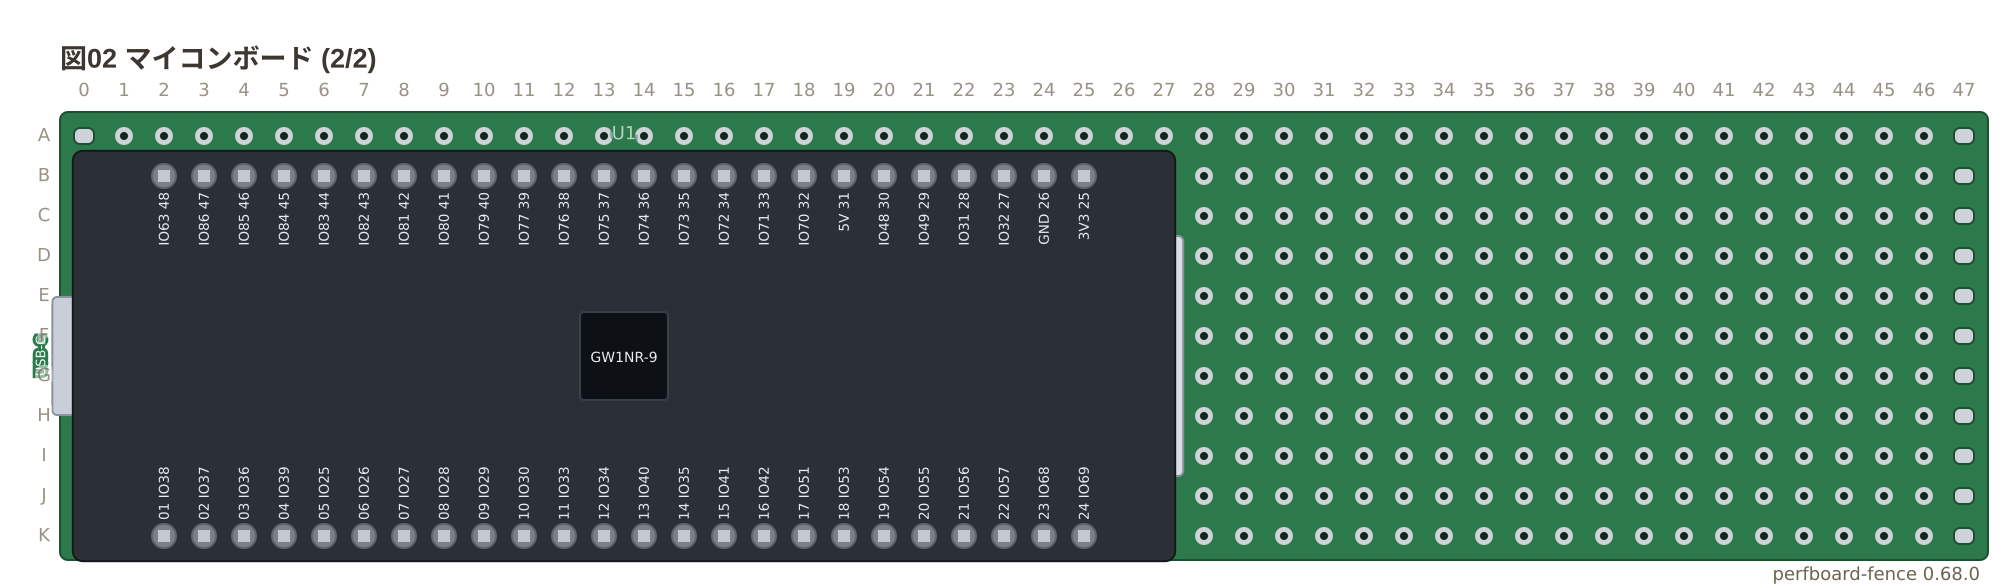 図02 マイコンボード (2/2)
0 1 2 3 4 5 6 7 8 9 10 11 12 13 14 15 16 17 18 19 20 21 22 23 24 25 26 27 28 29 30 31 32 33 34 35 36 37 38 39 40 41 42 43 44 45 46 47
A
U1
B
IO63 48
IO86 47
IO85 46
IO84 45
IO83 44
IO82 43
IO81 42
IO80 41
IO79 40
IO77 39
IO76 38
IO75 37
IO74 36
IO73 35
IO72 34
IO71 33
IO70 32
5V 31
IO48 30
IO49 29
IO31 28
IO32 27
GND 26
3V3 25
C
D
E
F
G
GW1NR-9
H
I
J
01 IO38
02 IO37
03 IO36
04 IO39
05 IO25
06 IO26
07 IO27
08 IO28
09 IO29
10 IO30
11 IO33
12 IO34
13 IO40
14 IO35
15 IO41
16 IO42
17 IO51
18 IO53
19 IO54
20 IO55
21 IO56
22 IO57
23 IO68
24 IO69
K
perfboard-fence 0.68.0